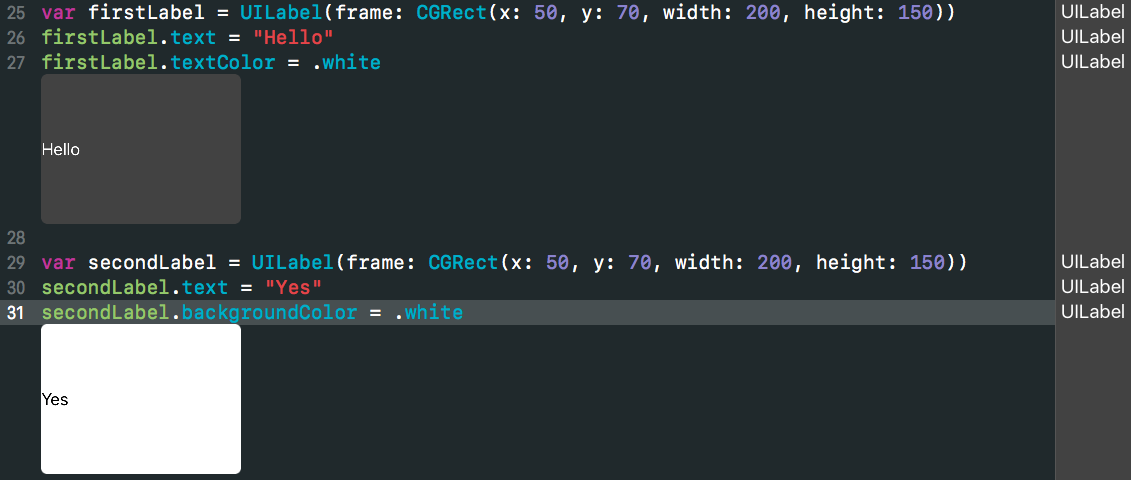 25 var firstLabel = UILabel(frame: CGRect(x: 50, y: 70, width: 200, height: 150)) UILabel
26 firstLabel.text = "Hello" UILabel
27 firstLabel.textColor = .white UILabel
Hello
28
29 var secondLabel = UILabel(frame: CGRect(x: 50, y: 70, width: 200, height: 150)) UILabel
30 secondLabel.text = "Yes" UILabel
31 secondLabel.backgroundColor = .white UILabel
Yes